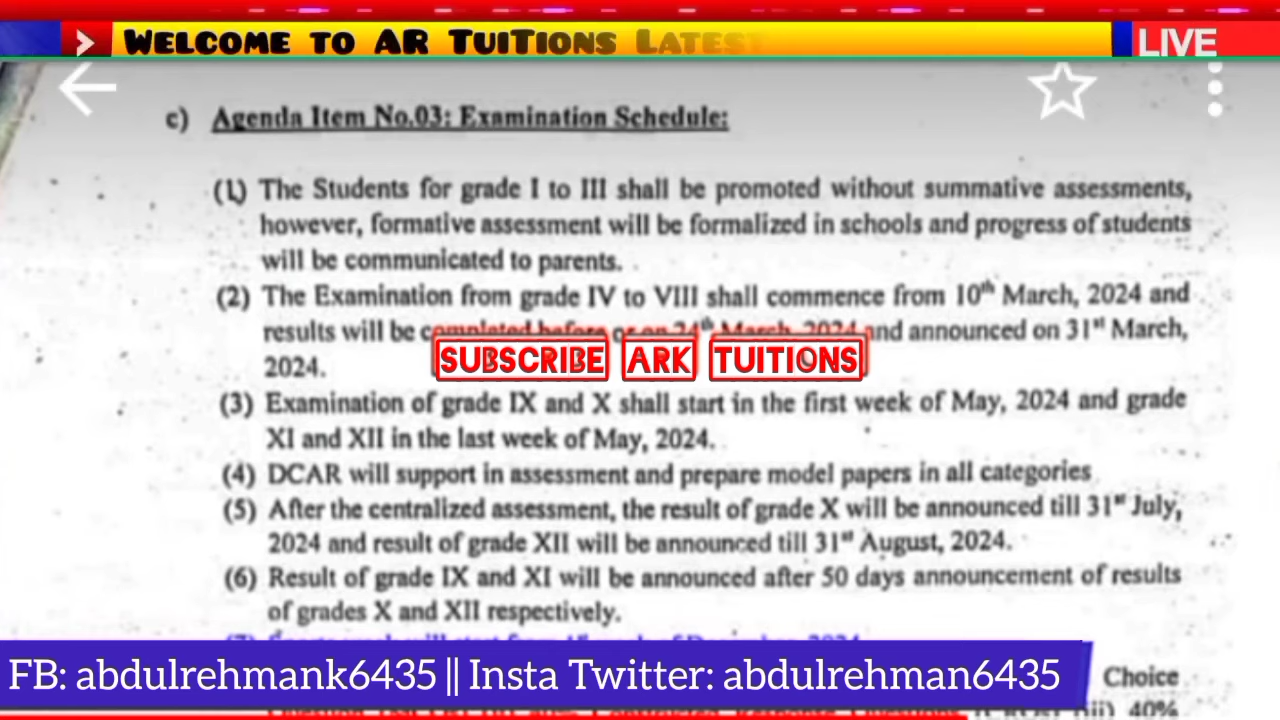 WELCOME TO AR TUITIONS LATEST
LIVE
c) Agenda Item No.03: Examination Schedule:
(1) The Students for grade I to III shall be promoted without summative assessments,
however, formative assessment will be formalized in schools and progress of students
will be communicated to parents.
(2) The Examination from grade IV to VIII shall commence from 10th March, 2024 and
results will be completed before or on 24th March, 2024 and announced on 31st March,
2024.
SUBSCRIBE ARK TUITIONS
(3) Examination of grade IX and X shall start in the first week of May, 2024 and grade
XI and XII in the last week of May, 2024.
(4) DCAR will support in assessment and prepare model papers in all categories
(5) After the centralized assessment, the result of grade X will be announced till 31st July,
2024 and result of grade XII will be announced till 31st August, 2024.
(6) Result of grade IX and XI will be announced after 50 days announcement of results
of grades X and XII respectively.
FB: abdulrehmank6435 || Insta Twitter: abdulrehman6435
Choice
40%